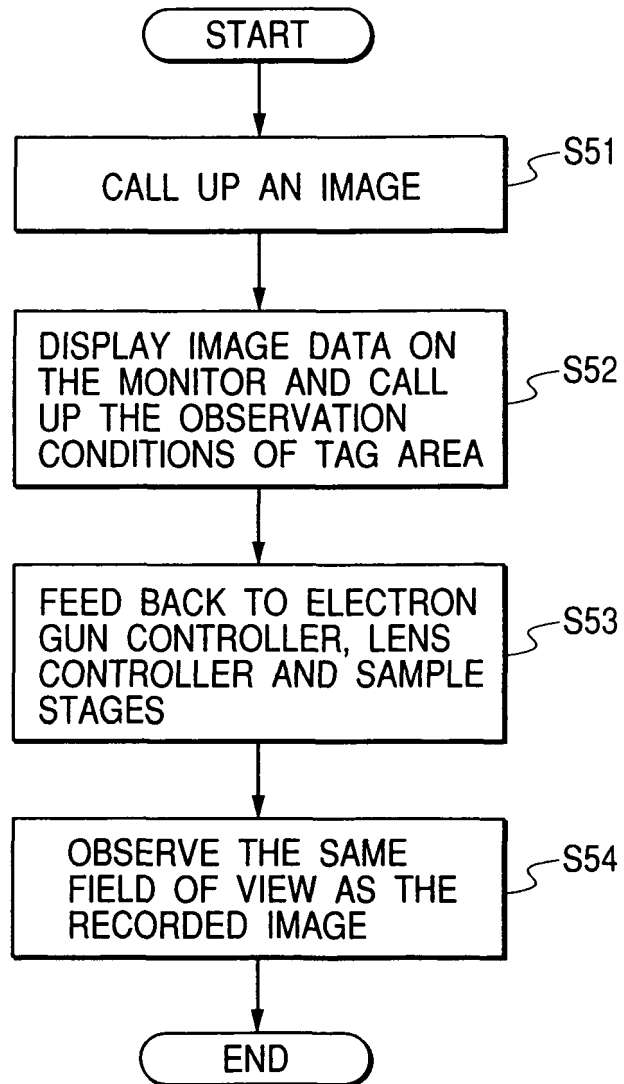 START
CALL UP AN IMAGE
S51
DISPLAY IMAGE DATA ON
THE MONITOR AND CALL
UP THE OBSERVATION
CONDITIONS OF TAG AREA
S52
FEED BACK TO ELECTRON
GUN CONTROLLER, LENS
CONTROLLER AND SAMPLE
STAGES
S53
OBSERVE THE SAME
FIELD OF VIEW AS THE
RECORDED IMAGE
S54
END